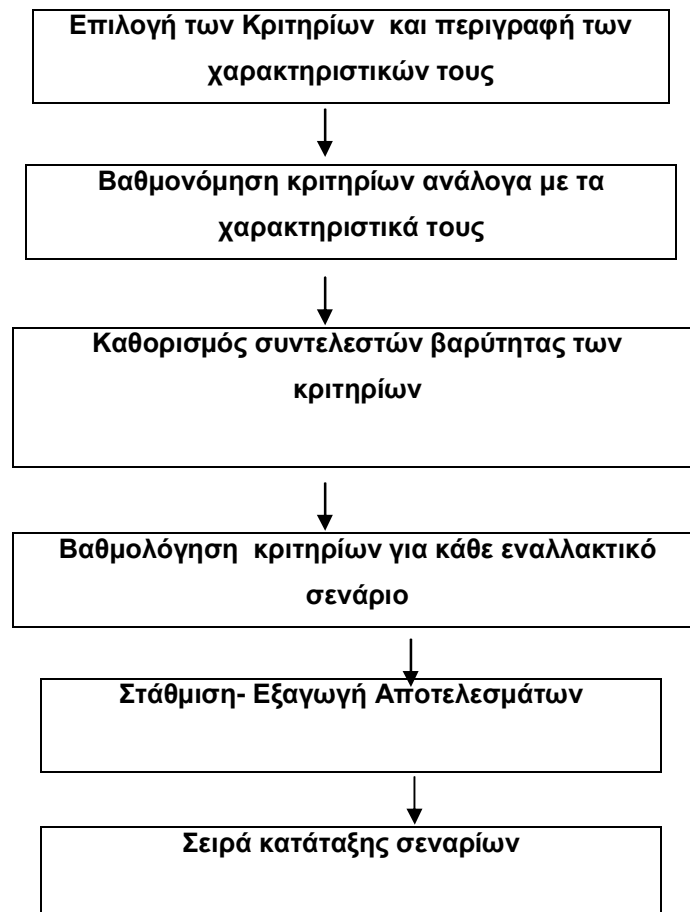 Επιλογή των Κριτηρίων και περιγραφή των
χαρακτηριστικών τους
Βαθμονόμηση κριτηρίων ανάλογα με τα
χαρακτηριστικά τους
Καθορισμός συντελεστών βαρύτητας των
κριτηρίων
Βαθμολόγηση κριτηρίων για κάθε εναλλακτικό
σενάριο
Στάθμιση- Εξαγωγή Αποτελεσμάτων
Σειρά κατάταξης σεναρίων